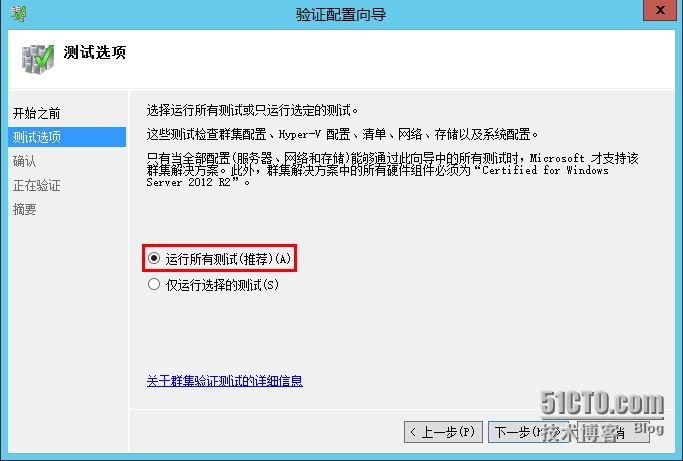 验证配置向导
x
测试选项
开始之前
测试选项
确认
正在验证
摘要
选择运行所有测试或只运行选定的测试。
这些测试检查群集配置、Hyper-V 配置、清单、网络、存储以及系统配置。
只有当全部配置(服务器、网络和存储)能够通过此向导中的所有测试时，Microsoft 才支持该
群集解决方案。此外，群集解决方案中的所有硬件组件必须为“Certified for Windows
Server 2012 R2”。
运行所有测试(推荐)(A)
仅运行选择的测试(S)
关于群集验证测试的详细信息
< 上一步(P)
下一步(N) >
消
51CTO.com
技术博客 Blog